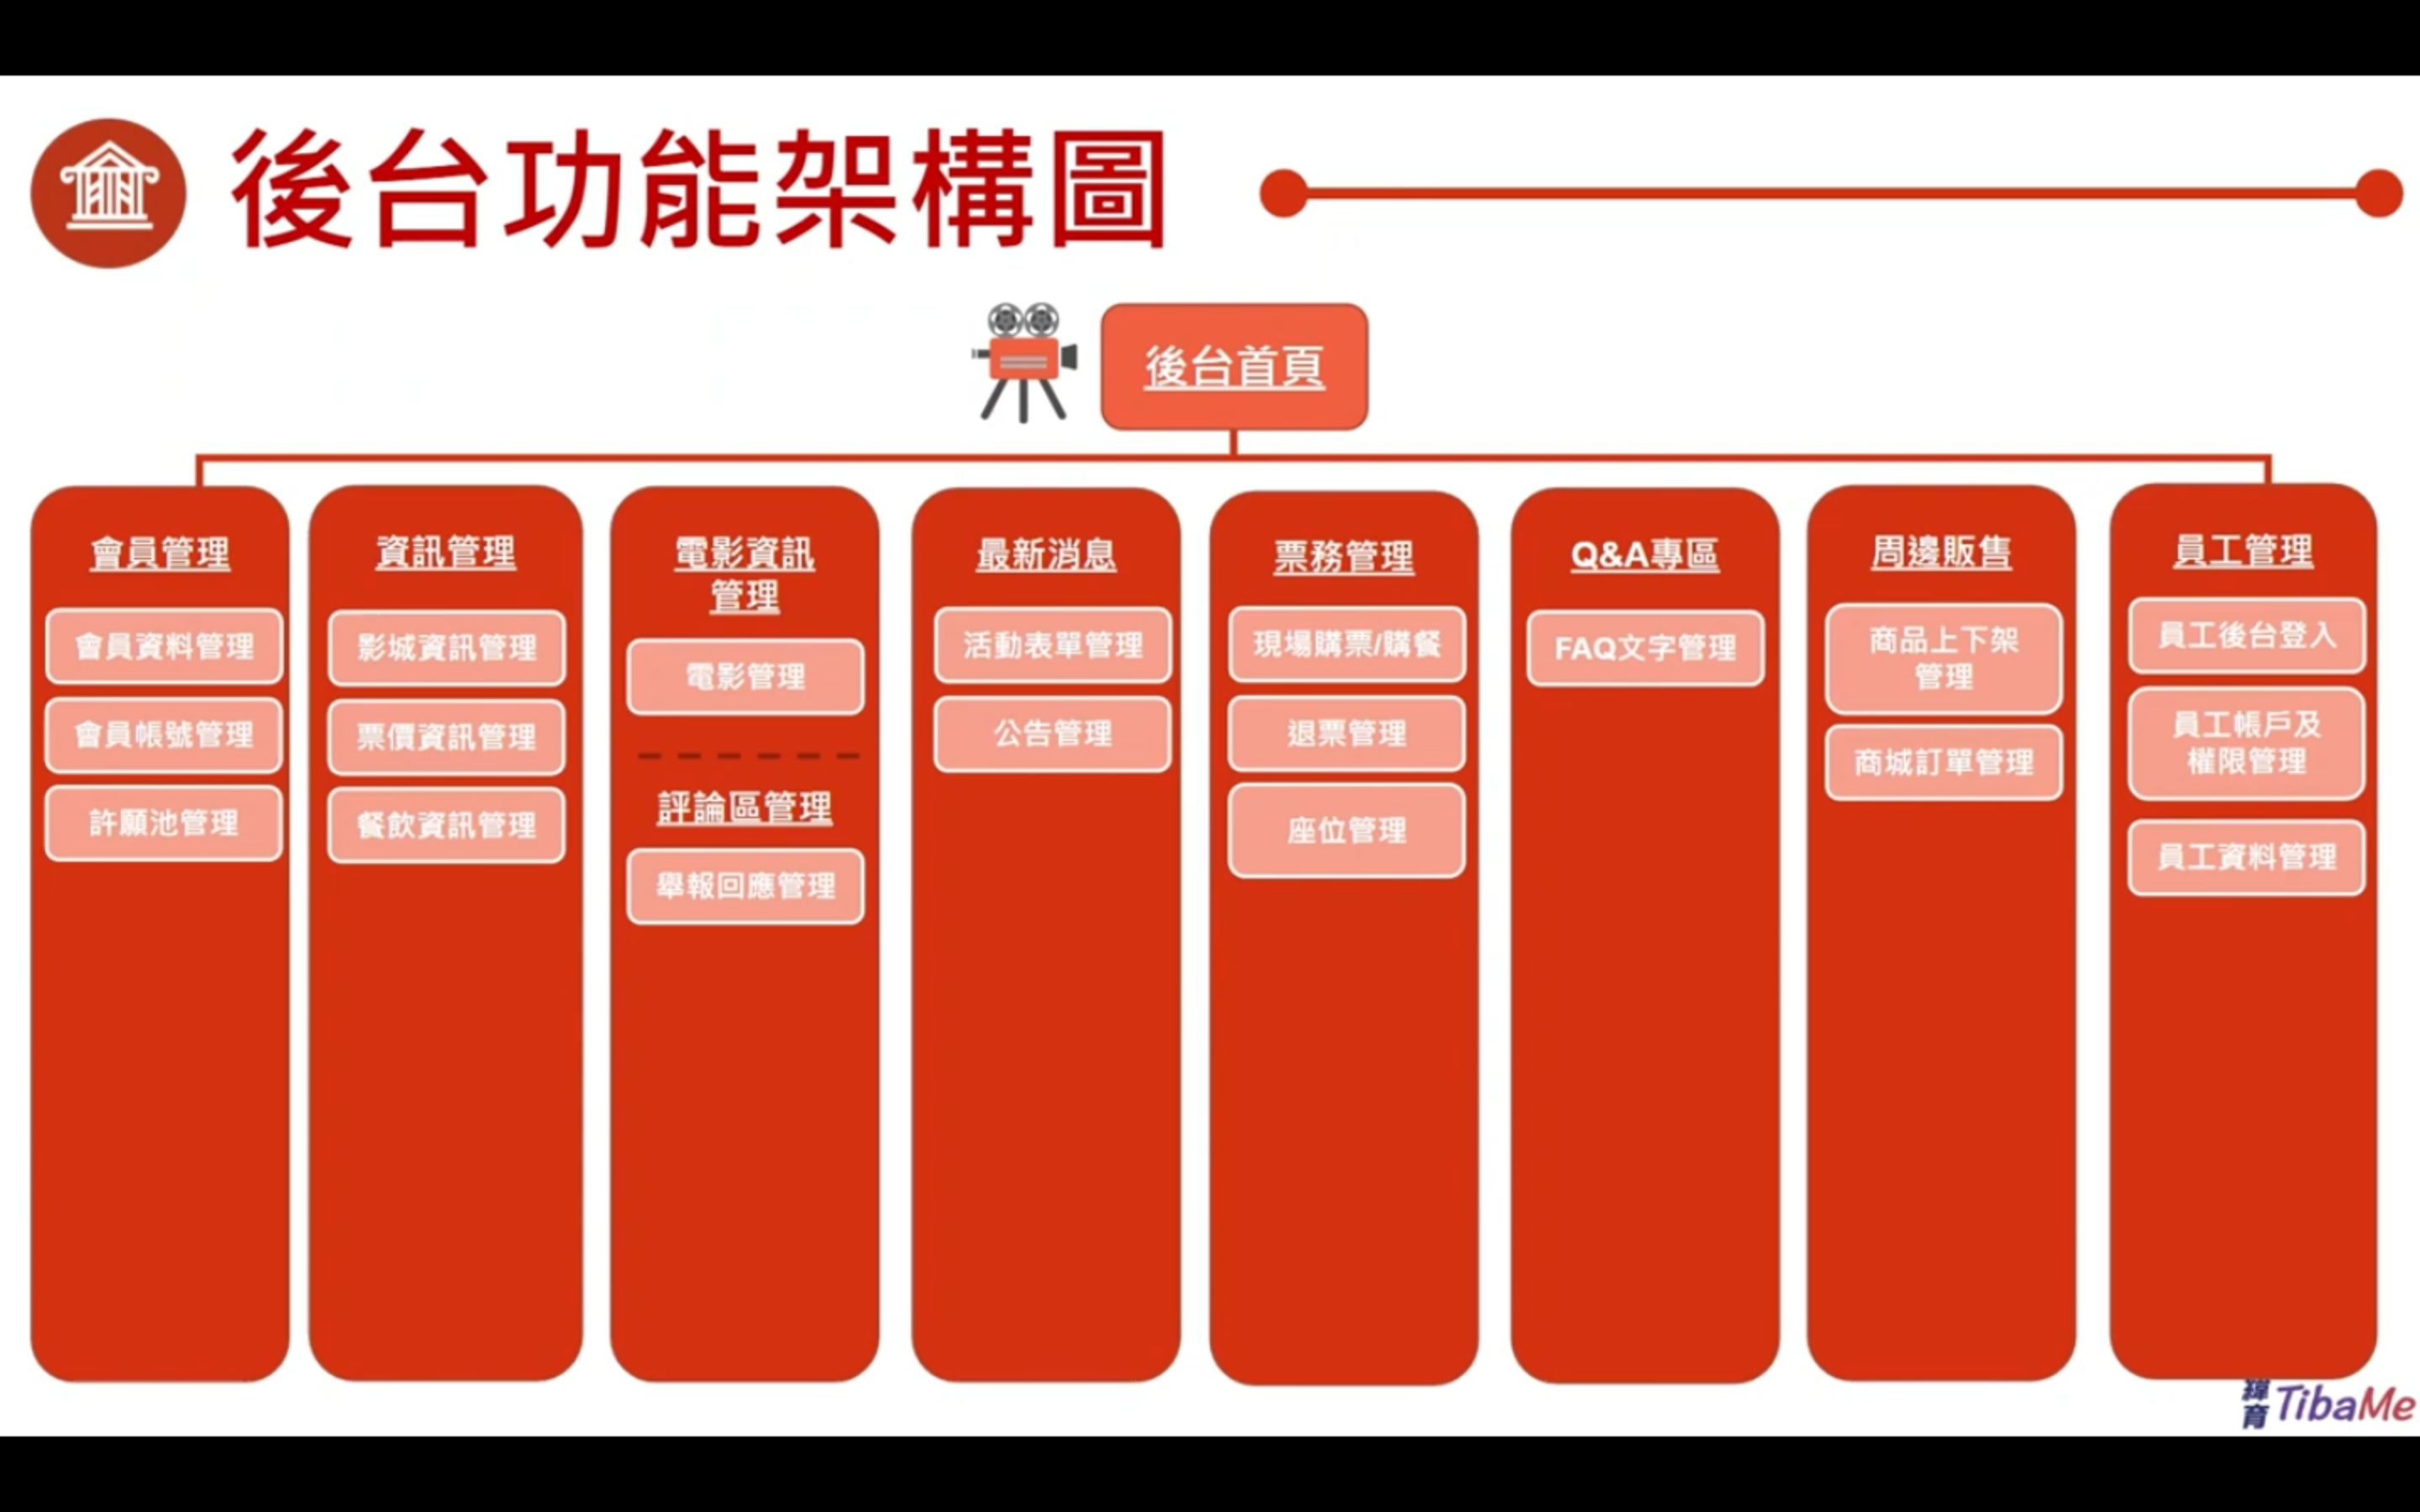 後台功能架構圖
後台首頁
會員管理
會員資料管理
會員帳號管理
許願池管理
資訊管理
影城資訊管理
票價資訊管理
餐飲資訊管理
電影資訊
管理
電影管理
評論區管理
舉報回應管理
最新消息
活動表單管理
公告管理
票務管理
現場購票/購餐
退票管理
座位管理
Q&A專區
FAQ文字管理
周邊販售
商品上下架
管理
商城訂單管理
員工管理
員工後台登入
員工帳戶及
權限管理
員工資料管理
緯育 TibaMe